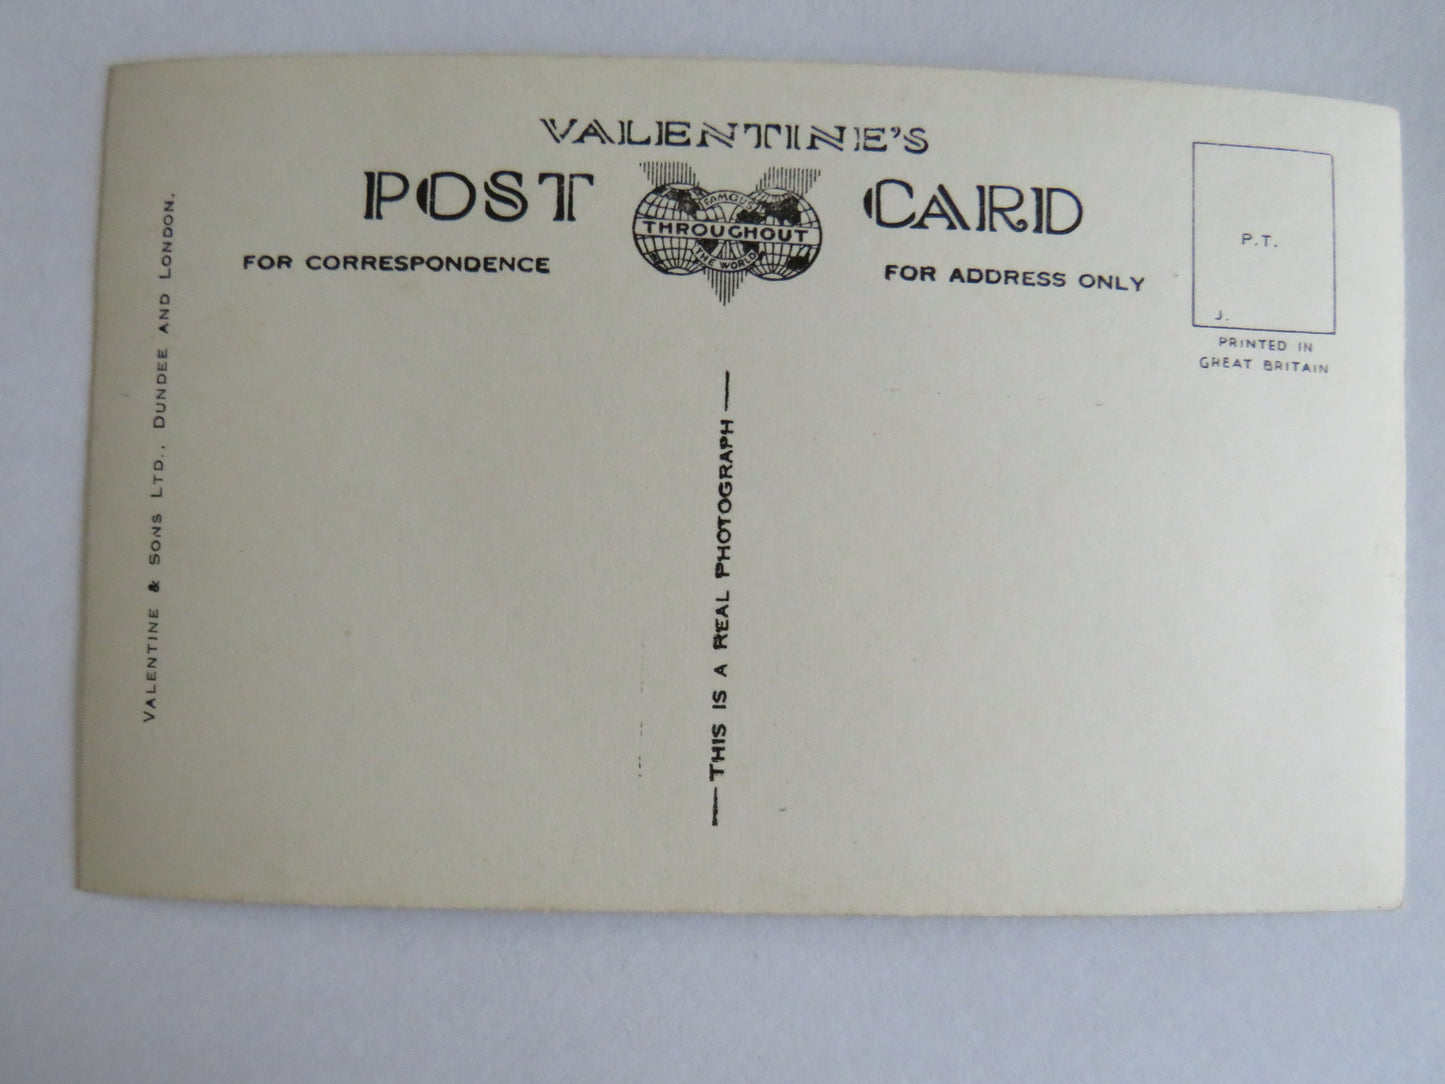 VALENTINE'S
POST CARD
FAMOUS
THROUGHOUT
THE WORLD
FOR CORRESPONDENCE
FOR ADDRESS ONLY
P.T.
J.
PRINTED IN
GREAT BRITAIN
VALENTINE & SONS LTD., DUNDEE AND LONDON.
—THIS IS A REAL PHOTOGRAPH—